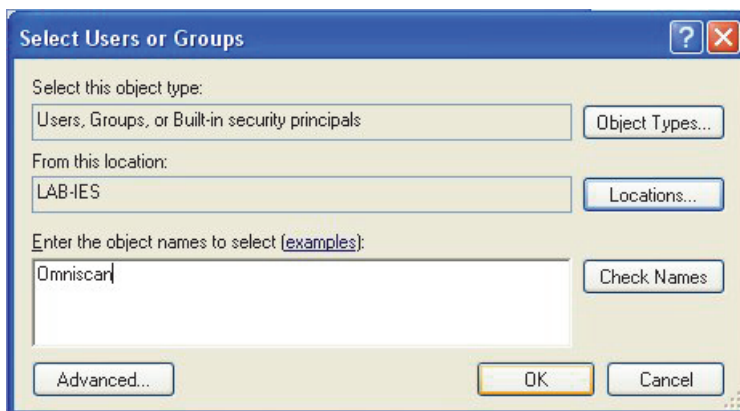 Select Users or Groups
Select this object type:
Users, Groups, or Built-in security principals
Object Types...
From this location:
LAB-IES
Locations...
Enter the object names to select (examples):
Omniscan
Check Names
Advanced...
OK
Cancel